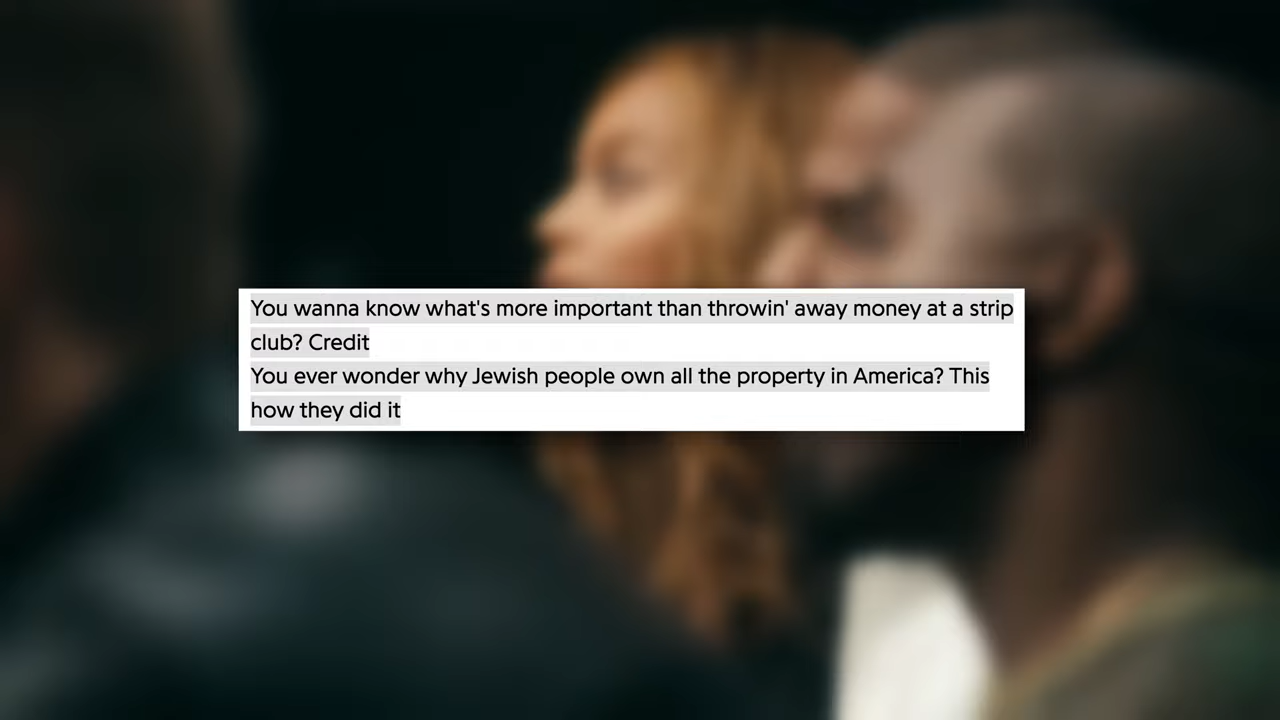 You wanna know what's more important than throwin' away money at a strip
club? Credit
You ever wonder why Jewish people own all the property in America? This
how they did it